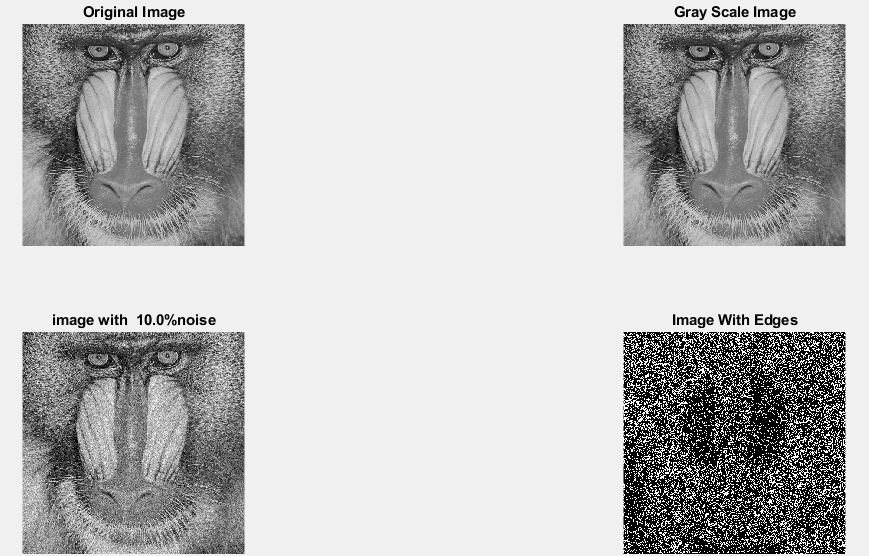 Original Image
Gray Scale Image
image with  10.0%noise
Image With Edges